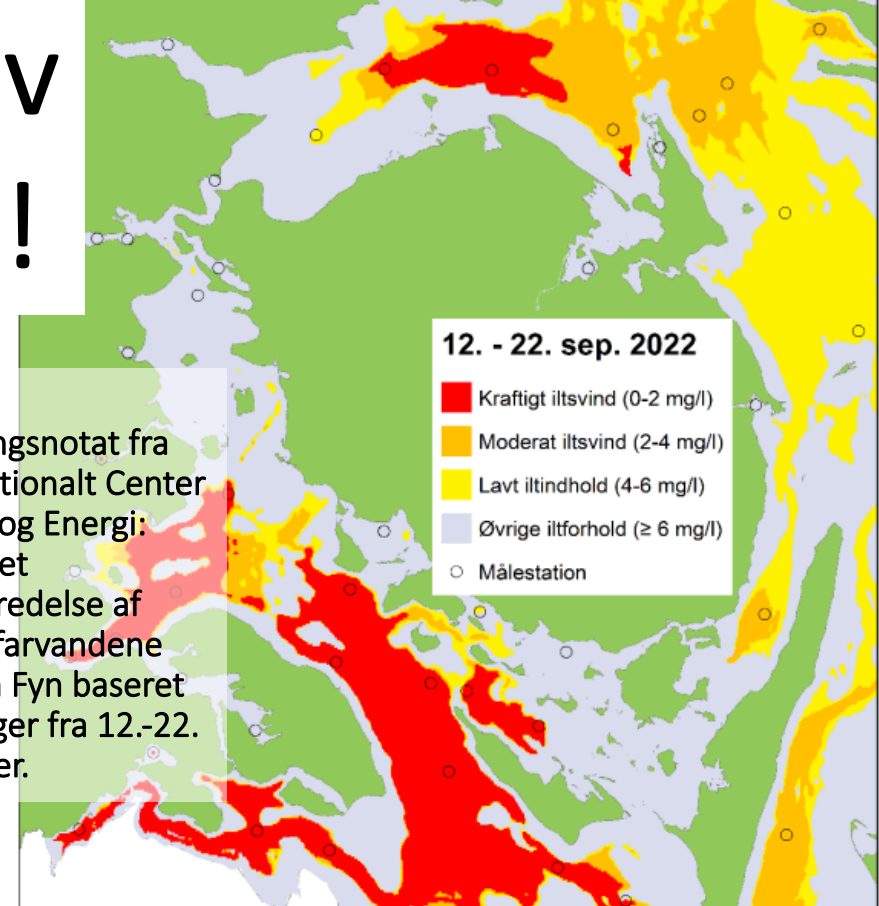 v
!
12. - 22. sep. 2022
Kraftigt iltsvind (0-2 mg/l)
Moderat iltsvind (2-4 mg/l)
Lavt iltindhold (4-6 mg/l)
Øvrige iltforhold (≥ 6 mg/l)
Målestation
ngsnotat fra
tionalt Center
og Energi:
et
redelse af
farvandene
Fyn baseret
ger fra 12.-22.
er.